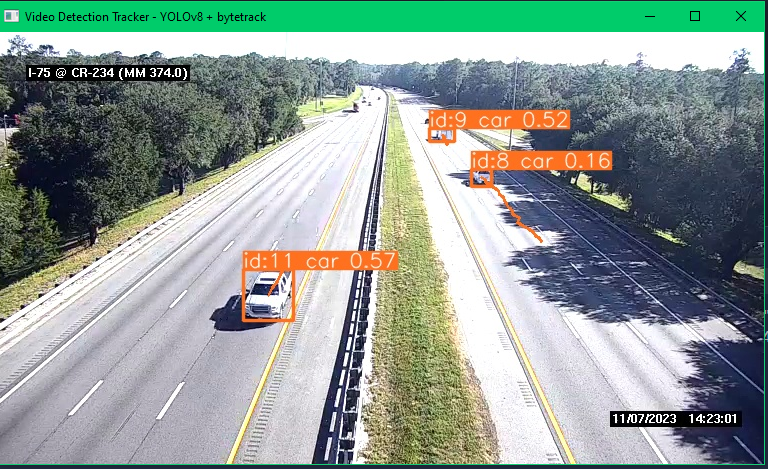 Video Detection Tracker - YOLOv8 + bytetrack
I-75 @ CR-234 (MM 374.0)
id:9 car 0.52
id:8 car 0.16
id:11 car 0.57
11/07/2023 14:23:01